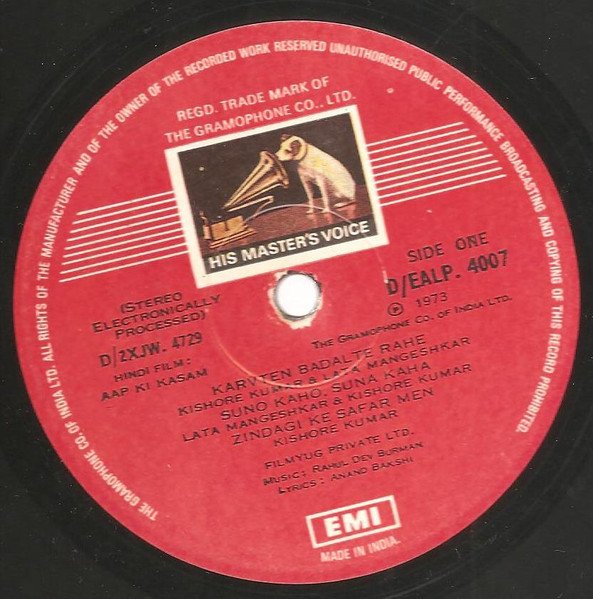 THE GRAMOPHONE CO. OF INDIA LTD. ALL RIGHTS OF THE MANUFACTURER AND OF THE OWNER OF THE RECORDED WORK RESERVED UNAUTHORISED PUBLIC PERFORMANCE BROADCASTING AND COPYING OF THIS RECORD PROHIBITED.
REGD. TRADE MARK OF
THE GRAMOPHONE CO., LTD.
HIS MASTER'S VOICE
(STEREO
ELECTRONICALLY
PROCESSED)
D/2XJW. 4729
HINDI FILM:
AAP KI KASAM
SIDE ONE
D/EALP. 4007
℗ 1973
THE GRAMOPHONE CO. OF INDIA LTD.
KARVTEN BADALTE RAHE
KISHORE KUMAR & LATA MANGESHKAR
SUNO KAHO, SUNA KAHA
LATA MANGESHKAR & KISHORE KUMAR
ZINDAGI KE SAFAR MEN
KISHORE KUMAR
FILMYUG PRIVATE LTD.
MUSIC: RAHUL DEV BURMAN
LYRICS: ANAND BAKSHI
EMI
MADE IN INDIA.